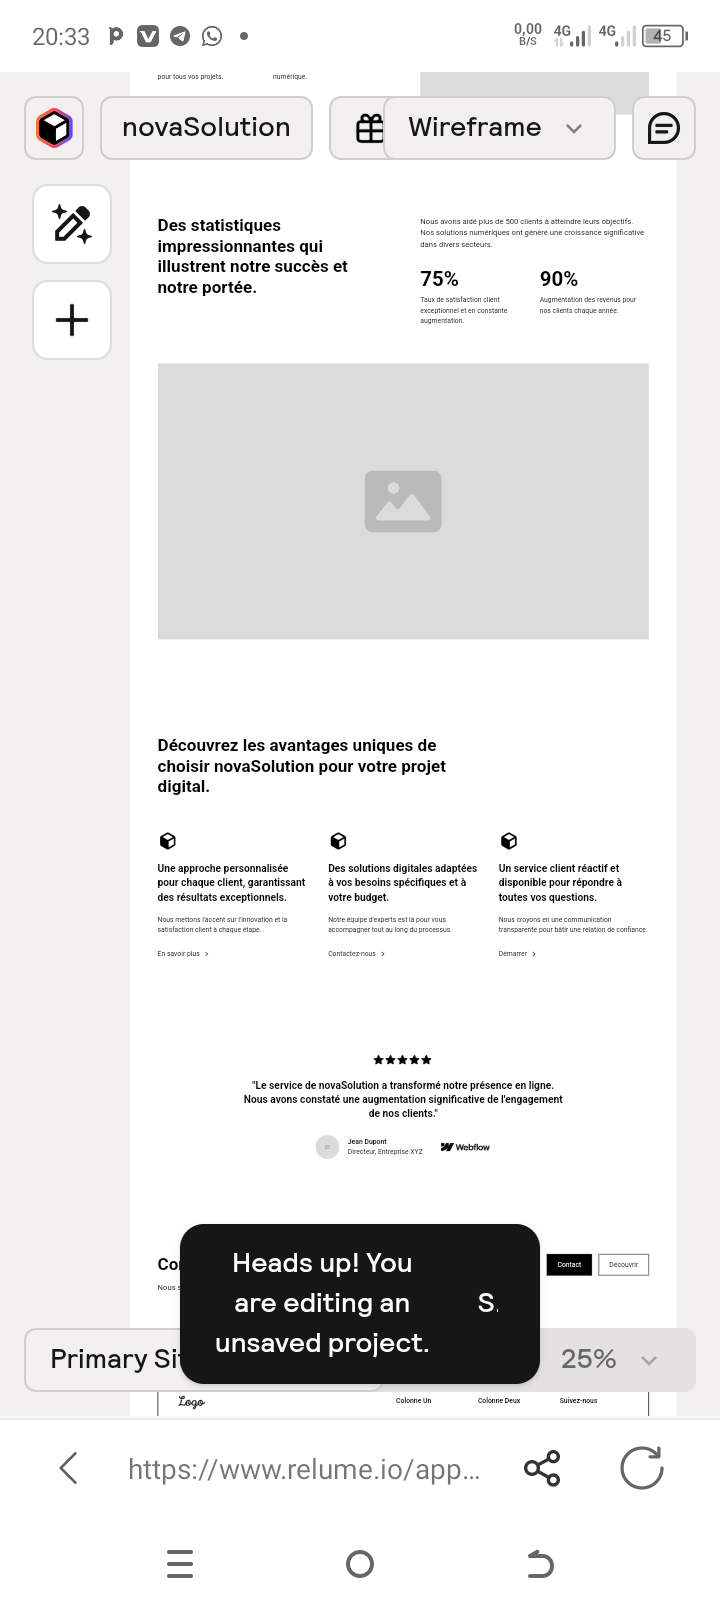 20:33
0,00
B/S
4G
4G
45
pour tous vos projets.
numérique.
novaSolution
Wireframe
Des statistiques
impressionnantes qui
illustrent notre succès et
notre portée.
Nous avons aidé plus de 500 clients à atteindre leurs objectifs.
Nos solutions numériques ont généré une croissance significative
dans divers secteurs.
75%
Taux de satisfaction client
exceptionnel et en constante
augmentation.
90%
Augmentation des revenus pour
nos clients chaque année.
Découvrez les avantages uniques de
choisir novaSolution pour votre projet
digital.
Une approche personnalisée
pour chaque client, garantissant
des résultats exceptionnels.
Nous mettons l'accent sur l'innovation et la
satisfaction client à chaque étape.
En savoir plus
Des solutions digitales adaptées
à vos besoins spécifiques et à
votre budget.
Notre équipe d'experts est là pour vous
accompagner tout au long du processus.
Contactez-nous
Un service client réactif et
disponible pour répondre à
toutes vos questions.
Nous croyons en une communication
transparente pour bâtir une relation de confiance.
Démarrer
"Le service de novaSolution a transformé notre présence en ligne.
Nous avons constaté une augmentation significative de l'engagement
de nos clients."
Jean Dupont
Directeur, Entreprise XYZ
Webflow
Nous
Contact
Découvrir
Heads up! You
are editing an
unsaved project.
S.
Primary Sit
25%
Logo
Colonne Un
Colonne Deux
Suivez-nous
https://www.relume.io/app...